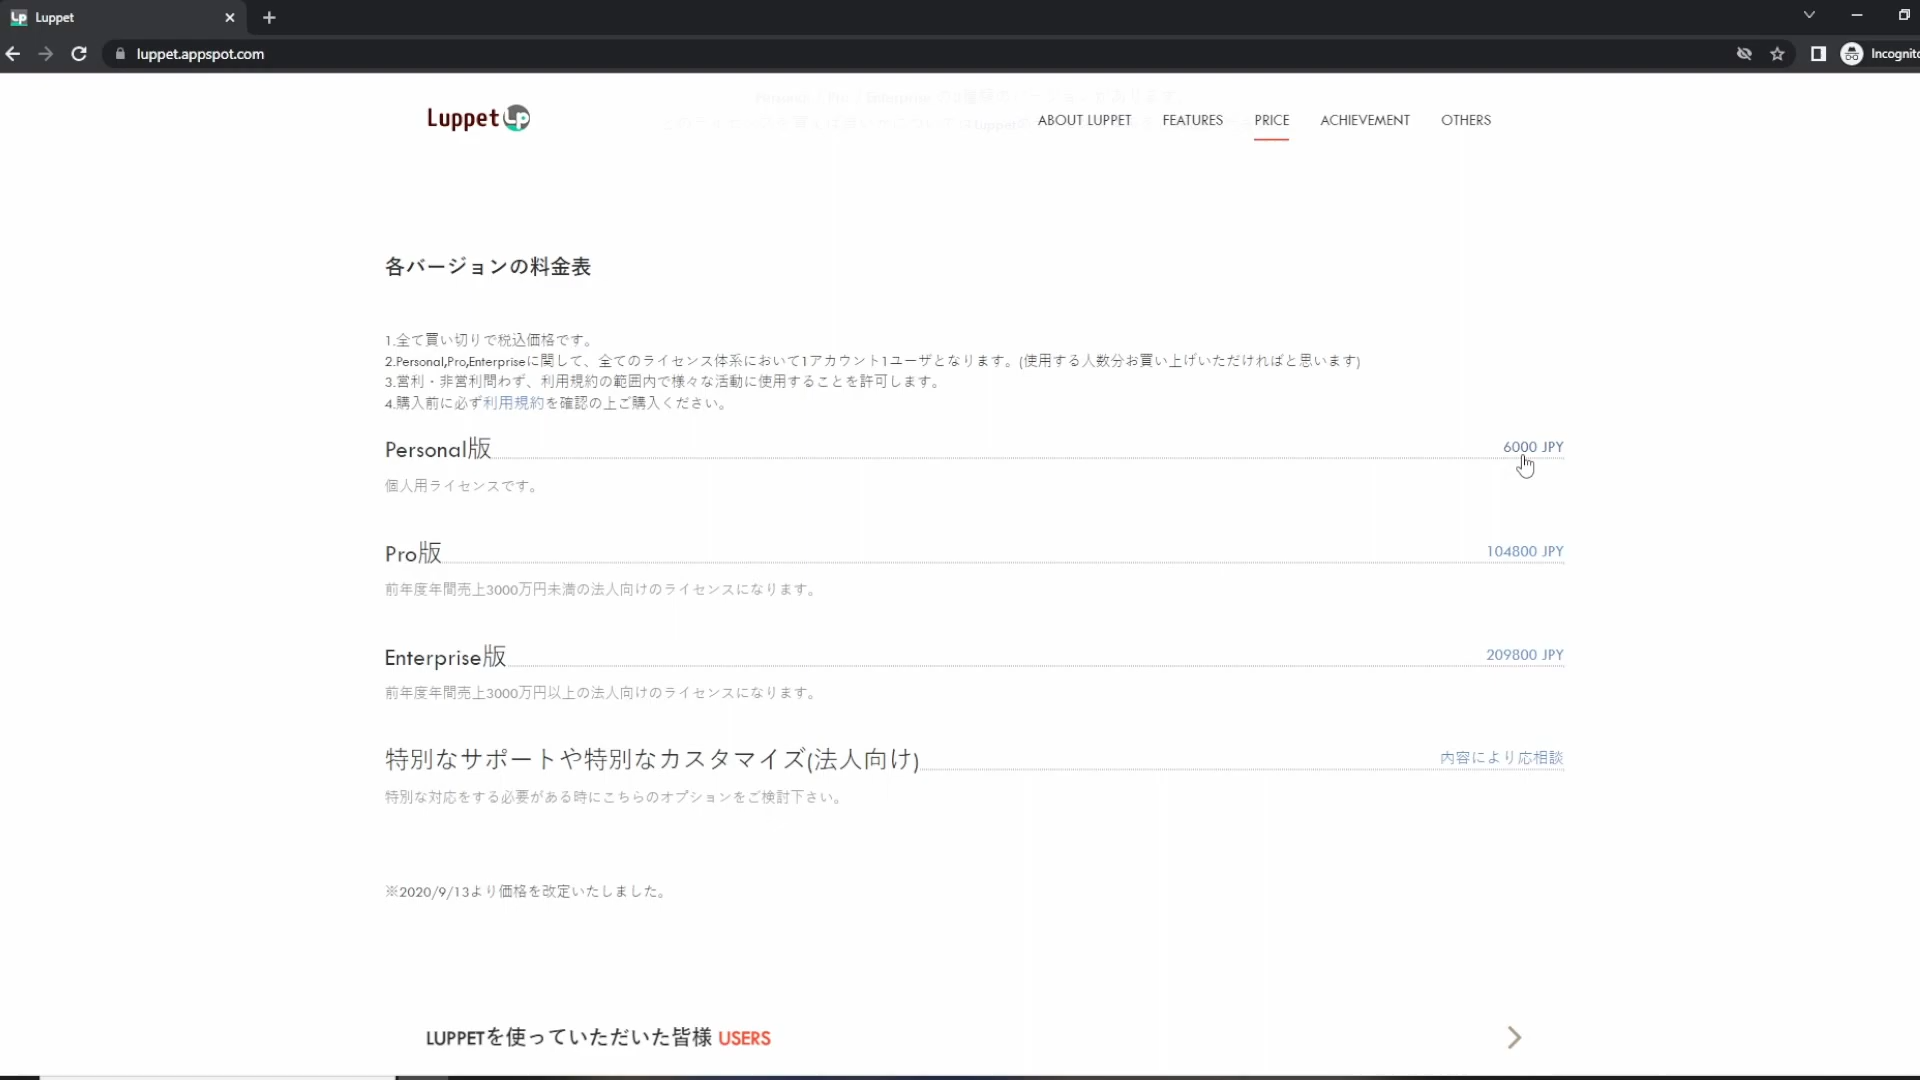 Luppet
luppet.appspot.com
Incognito
Personal / Pro / Enterprise の3種類のバージョンがあります。
Luppet
ABOUT LUPPET
FEATURES
PRICE
ACHIEVEMENT
OTHERS
各バージョンの料金表
1.全て買い切りで税込価格です。
2.Personal,Pro,Enterpriseに関して、全てのライセンス体系において1アカウント1ユーザとなります。(使用する人数分お買い上げいただければと思います)
3.営利・非営利問わず、利用規約の範囲内で様々な活動に使用することを許可します。
4.購入前に必ず利用規約を確認の上ご購入ください。
Personal版 6000 JPY
個人用ライセンスです。
Pro版 104800 JPY
前年度年間売上3000万円未満の法人向けのライセンスになります。
Enterprise版 209800 JPY
前年度年間売上3000万円以上の法人向けのライセンスになります。
特別なサポートや特別なカスタマイズ(法人向け) 内容により応相談
特別な対応をする必要がある時にこちらのオプションをご検討下さい。
※2020/9/13より価格を改定いたしました。
LUPPETを使っていただいた皆様 USERS